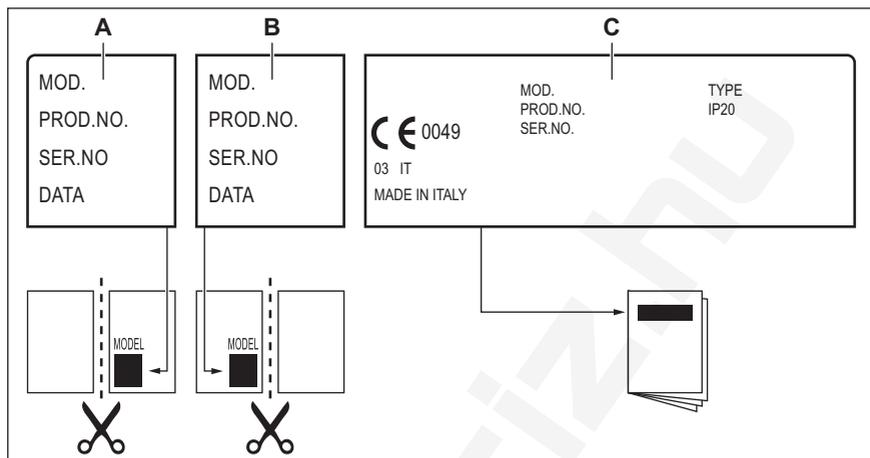 A B C
MOD.
PROD.NO.
SER.NO
DATA
MOD.
PROD.NO.
SER.NO
DATA
MOD.
PROD.NO.
SER.NO.
TYPE
IP20
CE 0049
03 IT
MADE IN ITALY
MODEL
MODEL